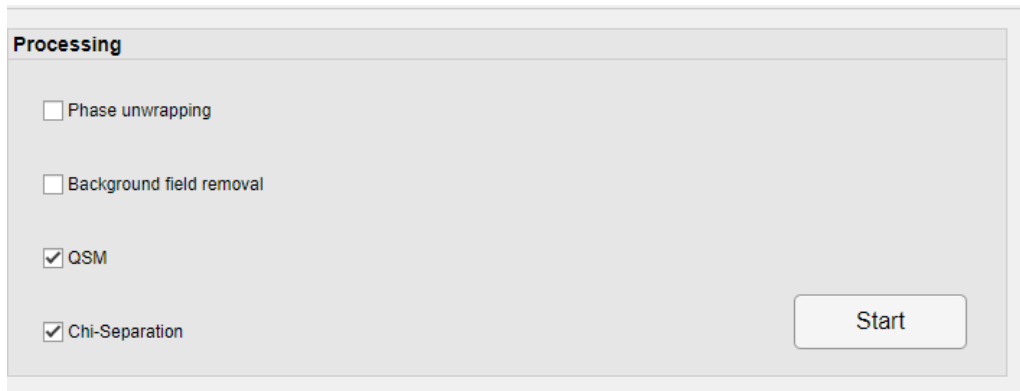 Processing
Phase unwrapping
Background field removal
QSM
Chi-Separation
Start